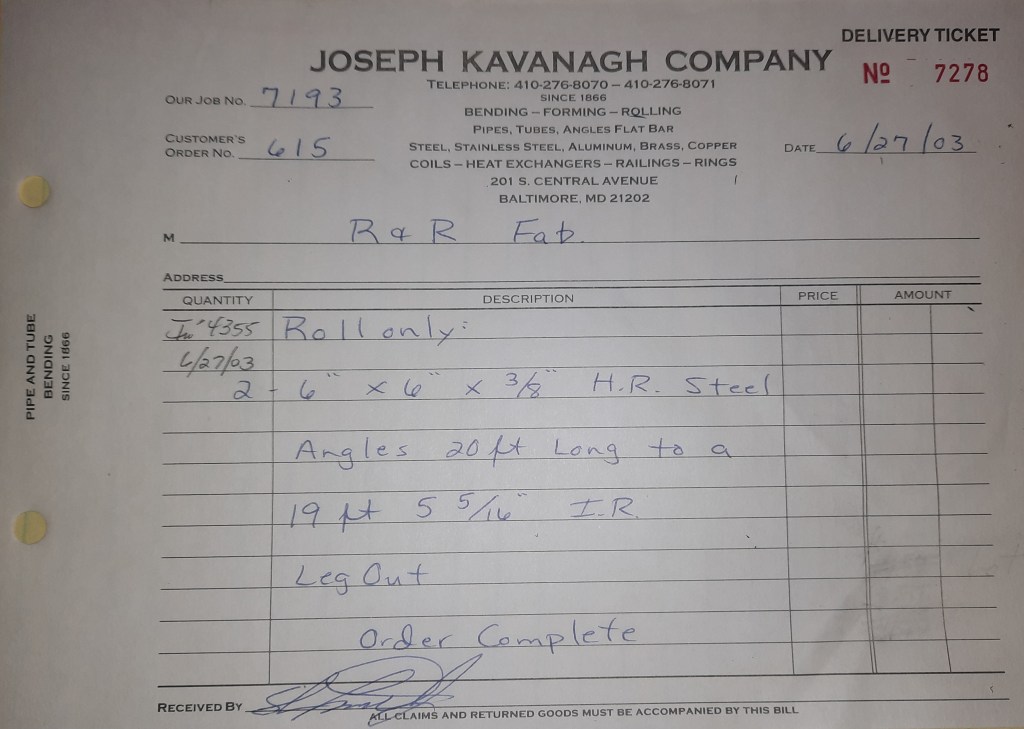 DELIVERY TICKET
JOSEPH KAVANAGH COMPANY
Nº 7278
TELEPHONE: 410-276-8070 – 410-276-8071
SINCE 1866
OUR JOB NO. 7193
BENDING – FORMING – ROLLING
PIPES, TUBES, ANGLES FLAT BAR
CUSTOMER'S
ORDER NO. 615
STEEL, STAINLESS STEEL, ALUMINUM, BRASS, COPPER
DATE 6/27/03
COILS – HEAT EXCHANGERS – RAILINGS – RINGS
201 S. CENTRAL AVENUE
BALTIMORE, MD 21202
M R & R Fab.
ADDRESS
QUANTITY DESCRIPTION PRICE AMOUNT
4355 Roll only:
6/27/03
2 - 6" x 6" x 3/8" H.R. Steel
Angles 20 ft Long to a
19 ft 5 5/16" I.R.
Leg Out
Order Complete
RECEIVED BY
ALL CLAIMS AND RETURNED GOODS MUST BE ACCOMPANIED BY THIS BILL
PIPE AND TUBE
BENDING
SINCE 1866